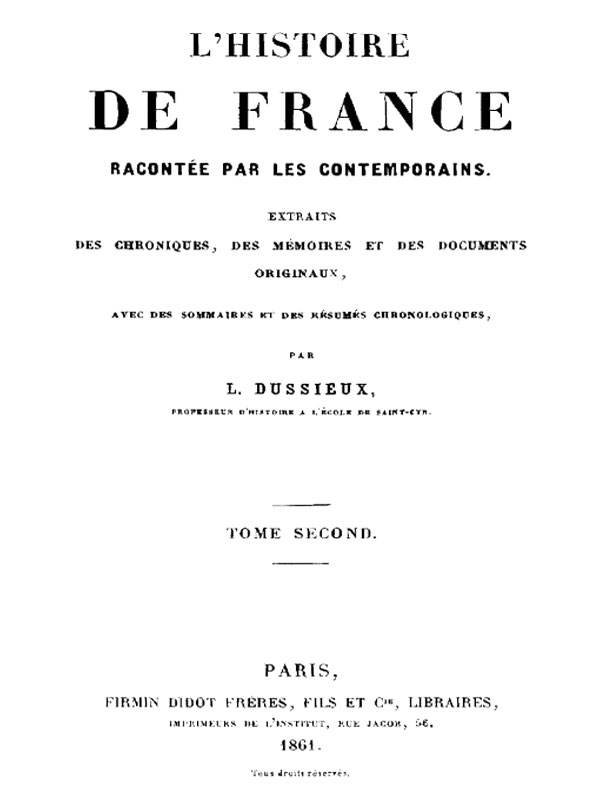 L'HISTOIRE
DE FRANCE
RACONTÉE PAR LES CONTEMPORAINS.
EXTRAITS
DES CHRONIQUES, DES MÉMOIRES ET DES DOCUMENTS
ORIGINAUX,
AVEC DES SOMMAIRES ET DES RÉSUMÉS CHRONOLOGIQUES,
PAR
L. DUSSIEUX,
PROFESSEUR D'HISTOIRE A L'ÉCOLE DE SAINT-CYR.
TOME SECOND.
PARIS,
FIRMIN DIDOT FRÈRES, FILS ET Cie, LIBRAIRES,
IMPRIMEURS DE L'INSTITUT, RUE JACOB, 56.
1861.
Tous droits réservés.